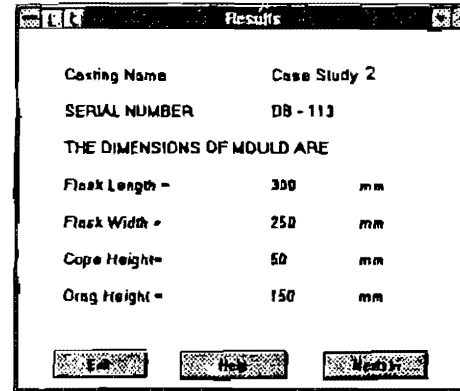 Results
Casting Name Case Study 2
SERIAL NUMBER DB - 113
THE DIMENSIONS OF MOULD ARE
Flask Length = 300 mm
Flask Width = 250 mm
Cope Height= 50 mm
Drag Height = 150 mm
Exit Help